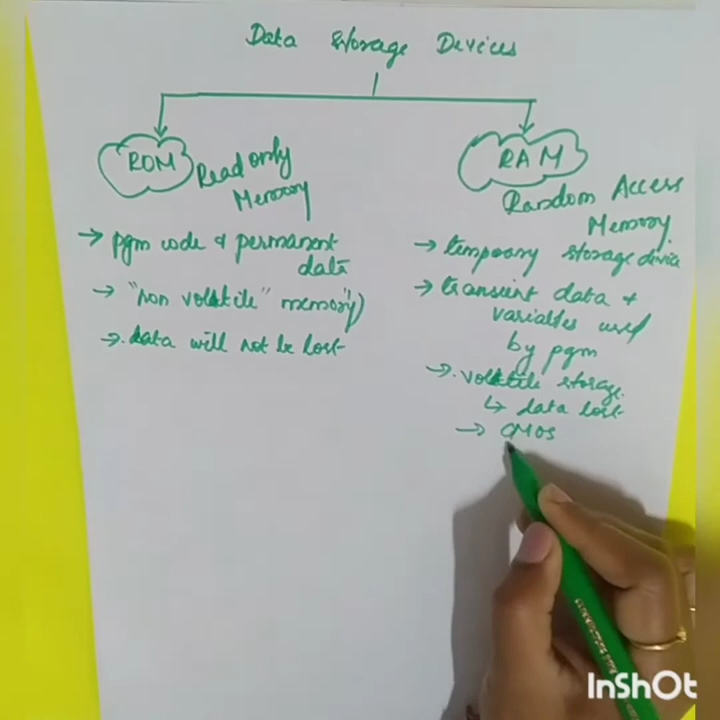 Data Storage Devices
ROM
Read only
Memory
→ pgm code & permanent
data
→ "non volatile" memory)
→ data will not be lost
RAM
Random Access
Memory
→ temporary storage device
→ transient data &
variables used
by pgm
→ volatile storage.
↳ data lost
→ CMOS
InShOt